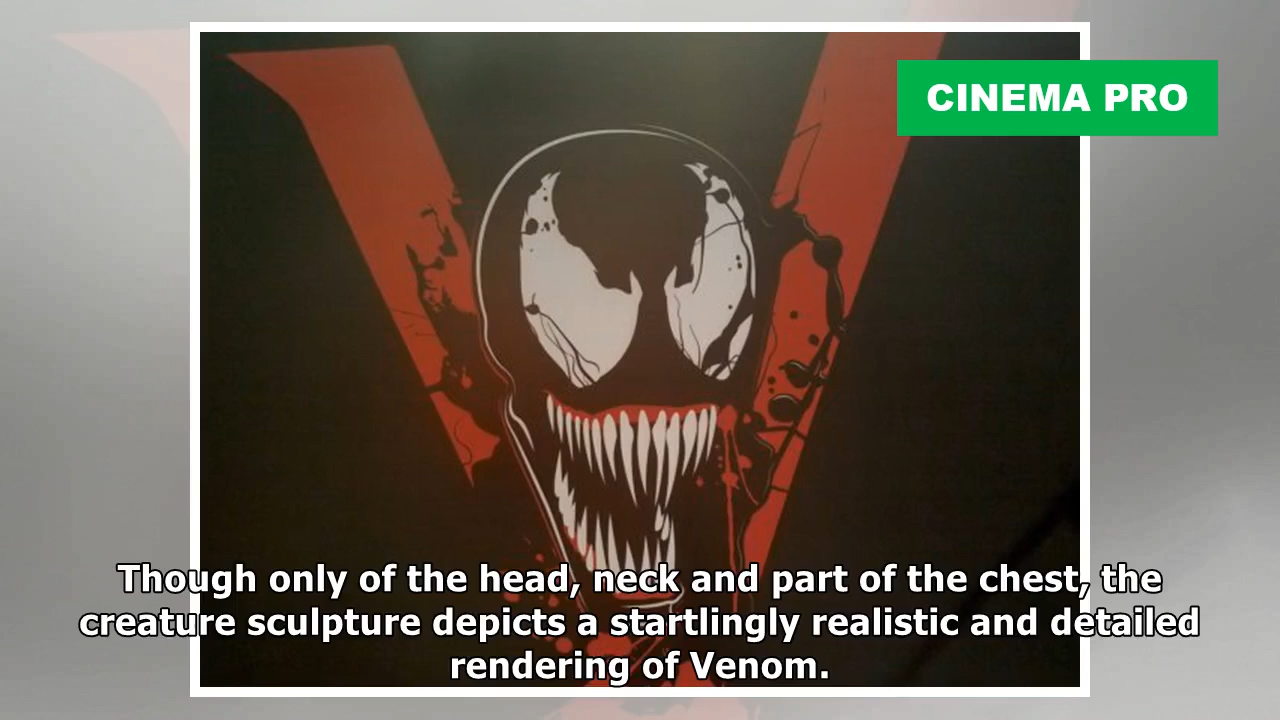 CINEMA PRO
Though only of the head, neck and part of the chest, the
creature sculpture depicts a startlingly realistic and detailed
rendering of Venom.